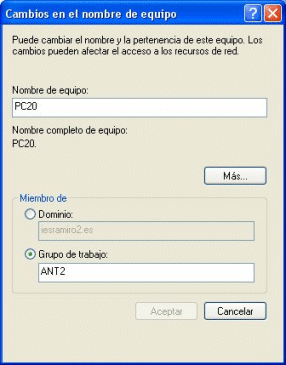 Cambios en el nombre de equipo
Puede cambiar el nombre y la pertenencia de este equipo. Los
cambios pueden afectar el acceso a los recursos de red.
Nombre de equipo:
PC20
Nombre completo de equipo:
PC20.
Más...
Miembro de
Dominio:
iesramiro2.es
Grupo de trabajo:
ANT2
Aceptar
Cancelar